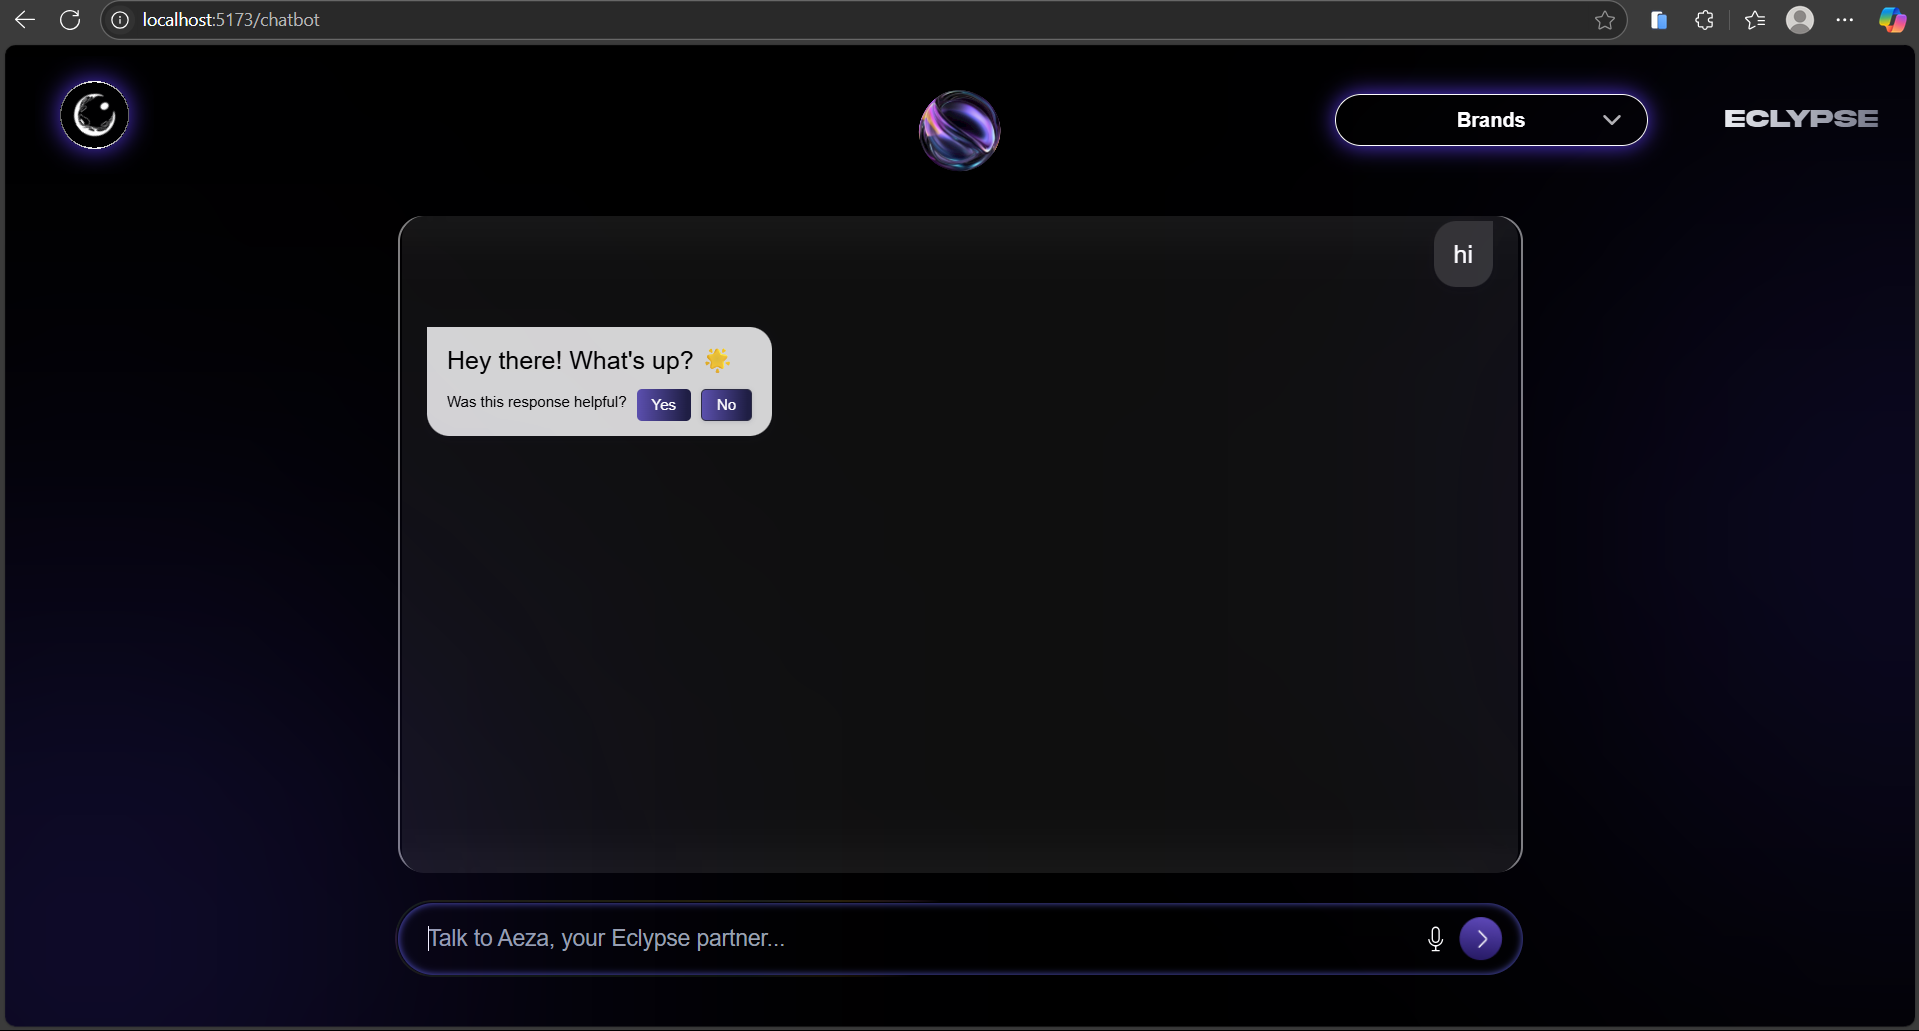 localhost:5173/chatbot
Brands
ECLYPSE
hi
Hey there! What's up? 🌟
Was this response helpful? Yes No
Talk to Aeza, your Eclypse partner...